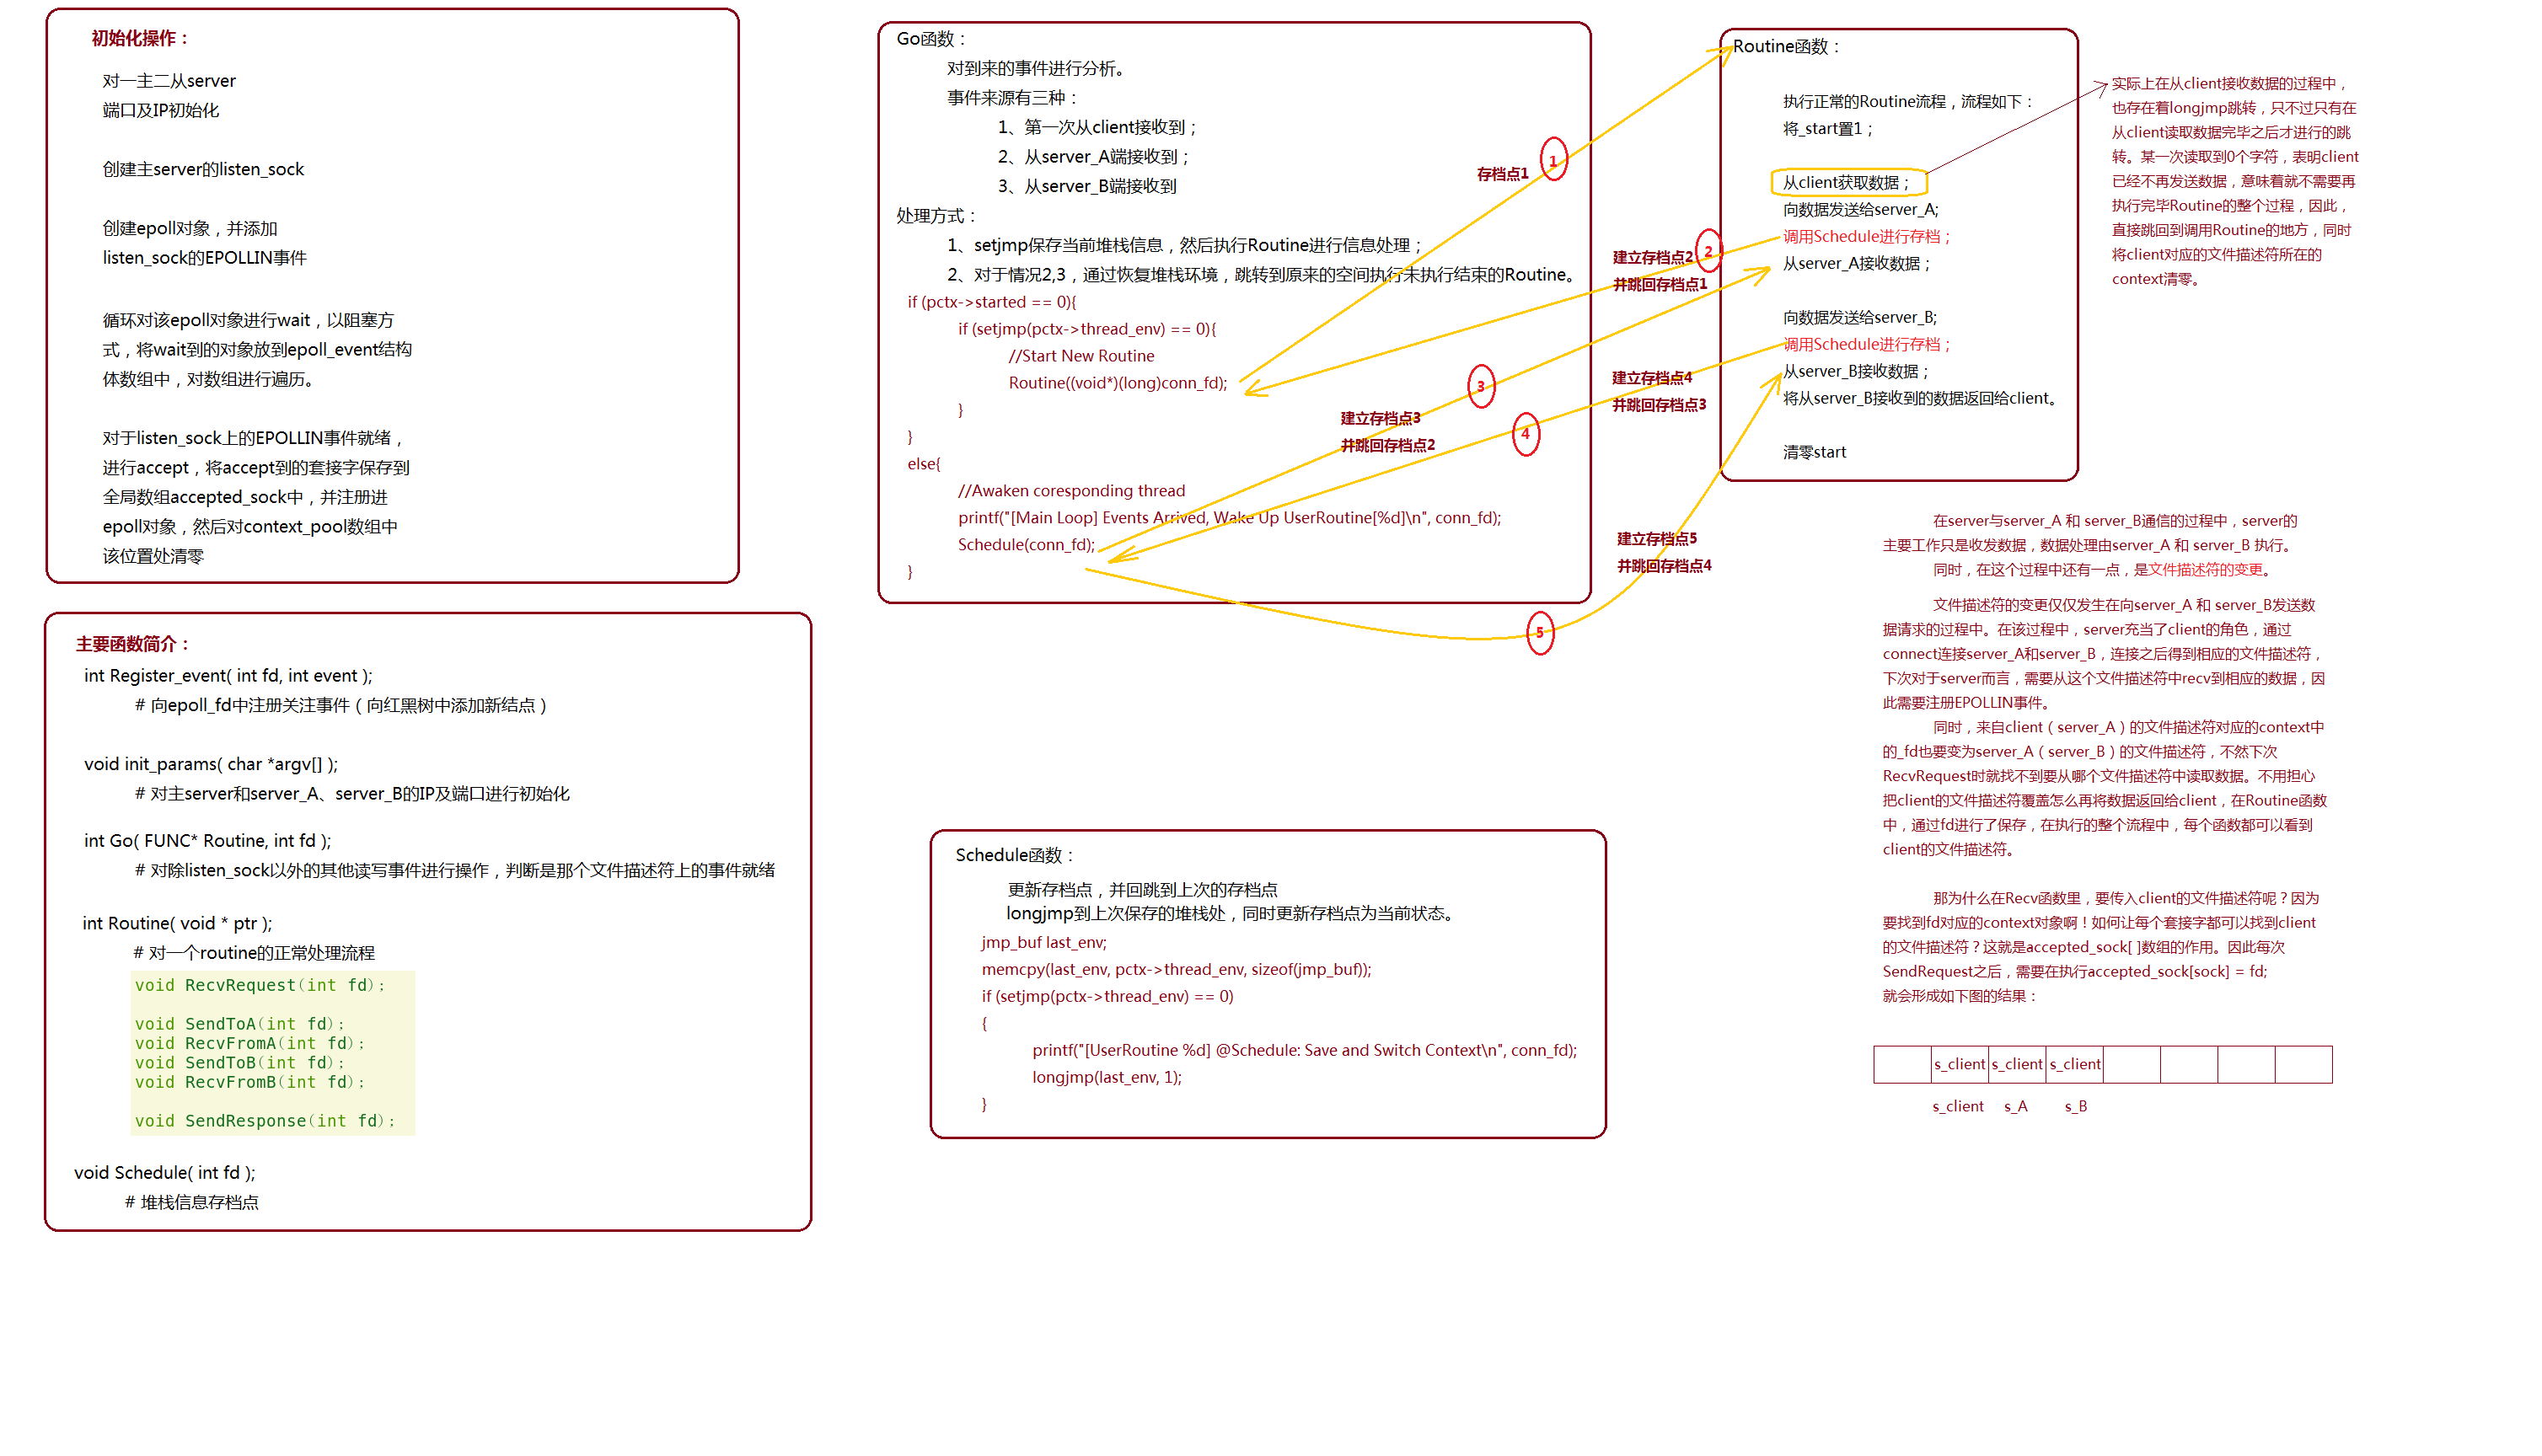 初始化操作：
对一主二从server
端口及IP初始化
创建主server的listen_sock
创建epoll对象，并添加
listen_sock的EPOLLIN事件
循环对该epoll对象进行wait，以阻塞方
式，将wait到的对象放到epoll_event结构
体数组中，对数组进行遍历。
对于listen_sock上的EPOLLIN事件就绪，
进行accept，将accept到的套接字保存到
全局数组accepted_sock中，并注册进
epoll对象，然后对context_pool数组中
该位置处清零
主要函数简介：
int Register_event( int fd, int event );
# 向epoll_fd中注册关注事件（向红黑树中添加新结点）
void init_params( char *argv[] );
# 对主server和server_A、server_B的IP及端口进行初始化
int Go( FUNC* Routine, int fd );
# 对除listen_sock以外的其他读写事件进行操作，判断是那个文件描述符上的事件就绪
int Routine( void * ptr );
# 对一个routine的正常处理流程
void RecvRequest(int fd);
void SendToA(int fd);
void RecvFromA(int fd);
void SendToB(int fd);
void RecvFromB(int fd);
void SendResponse(int fd);
void Schedule( int fd );
# 堆栈信息存档点
Go函数：
对到来的事件进行分析。
事件来源有三种：
1、第一次从client接收到；
2、从server_A端接收到；
3、从server_B端接收到
处理方式：
1、setjmp保存当前堆栈信息，然后执行Routine进行信息处理；
2、对于情况2,3，通过恢复堆栈环境，跳转到原来的空间执行未执行结束的Routine。
if (pctx->started == 0){
if (setjmp(pctx->thread_env) == 0){
//Start New Routine
Routine((void*)(long)conn_fd);
}
}
else{
//Awaken coresponding thread
printf("[Main Loop] Events Arrived, Wake Up UserRoutine[%d]\n", conn_fd);
Schedule(conn_fd);
}
存档点1
1
建立存档点2
并跳回存档点1
2
建立存档点3
并跳回存档点2
3
建立存档点4
并跳回存档点3
4
建立存档点5
并跳回存档点4
5
Routine函数：
执行正常的Routine流程，流程如下：
将_start置1；
从client获取数据；
向数据发送给server_A;
调用Schedule进行存档；
从server_A接收数据；
向数据发送给server_B;
调用Schedule进行存档；
从server_B接收数据；
将从server_B接收到的数据返回给client。
清零start
实际上在从client接收数据的过程中，
也存在着longjmp跳转，只不过只有在
从client读取数据完毕之后才进行的跳
转。某一次读取到0个字符，表明client
已经不再发送数据，意味着就不需要再
执行完毕Routine的整个过程，因此，
直接跳回到调用Routine的地方，同时
将client对应的文件描述符所在的
context清零。
Schedule函数：
更新存档点，并回跳到上次的存档点
longjmp到上次保存的堆栈处，同时更新存档点为当前状态。
jmp_buf last_env;
memcpy(last_env, pctx->thread_env, sizeof(jmp_buf));
if (setjmp(pctx->thread_env) == 0)
{
printf("[UserRoutine %d] @Schedule: Save and Switch Context\n", conn_fd);
longjmp(last_env, 1);
}
在server与server_A 和 server_B通信的过程中，server的
主要工作只是收发数据，数据处理由server_A 和 server_B 执行。
同时，在这个过程中还有一点，是文件描述符的变更。
文件描述符的变更仅仅发生在向server_A 和 server_B发送数
据请求的过程中。在该过程中，server充当了client的角色，通过
connect连接server_A和server_B，连接之后得到相应的文件描述符，
下次对于server而言，需要从这个文件描述符中recv到相应的数据，因
此需要注册EPOLLIN事件。
同时，来自client（server_A）的文件描述符对应的context中
的_fd也要变为server_A（server_B）的文件描述符，不然下次
RecvRequest时就找不到要从哪个文件描述符中读取数据。不用担心
把client的文件描述符覆盖怎么再将数据返回给client，在Routine函数
中，通过fd进行了保存，在执行的整个流程中，每个函数都可以看到
client的文件描述符。
那为什么在Recv函数里，要传入client的文件描述符呢？因为
要找到fd对应的context对象啊！如何让每个套接字都可以找到client
的文件描述符？这就是accepted_sock[ ]数组的作用。因此每次
SendRequest之后，需要在执行accepted_sock[sock] = fd;
就会形成如下图的结果：
s_client s_client s_client
s_client s_A s_B